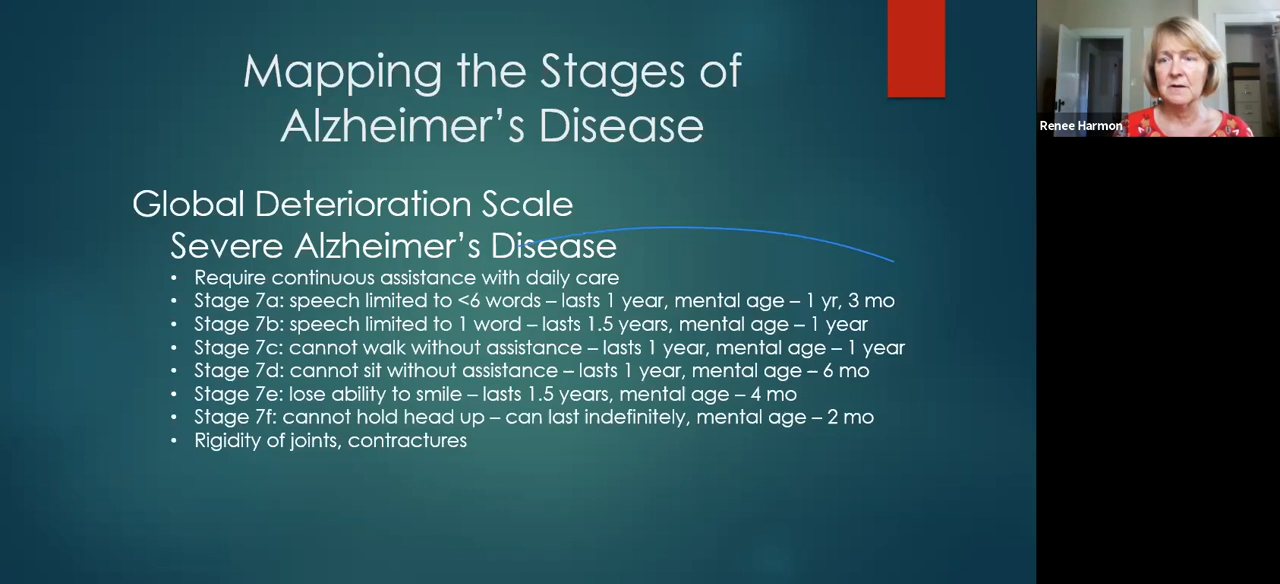 Mapping the Stages of
Alzheimer’s Disease
Global Deterioration Scale
Severe Alzheimer’s Disease
• Require continuous assistance with daily care
• Stage 7a: speech limited to <6 words – lasts 1 year, mental age – 1 yr, 3 mo
• Stage 7b: speech limited to 1 word – lasts 1.5 years, mental age – 1 year
• Stage 7c: cannot walk without assistance – lasts 1 year, mental age – 1 year
• Stage 7d: cannot sit without assistance – lasts 1 year, mental age – 6 mo
• Stage 7e: lose ability to smile – lasts 1.5 years, mental age – 4 mo
• Stage 7f: cannot hold head up – can last indefinitely, mental age – 2 mo
• Rigidity of joints, contractures
Renee Harmon